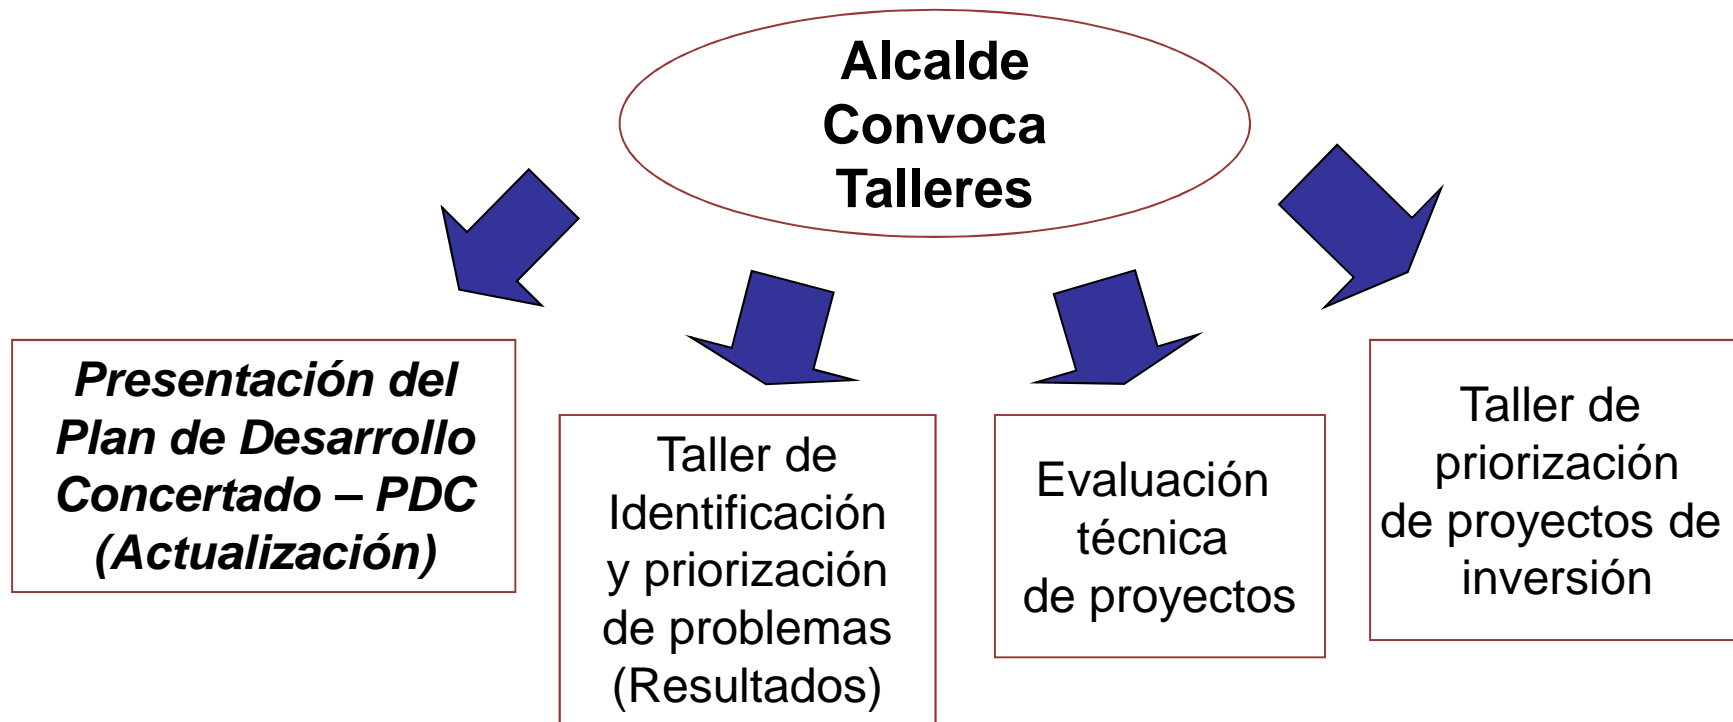 Alcalde
Convoca
Talleres
Presentación del
Plan de Desarrollo
Concertado – PDC
(Actualización)
Taller de
Identificación
y priorización
de problemas
(Resultados)
Evaluación
técnica
de proyectos
Taller de
priorización
de proyectos de
inversión